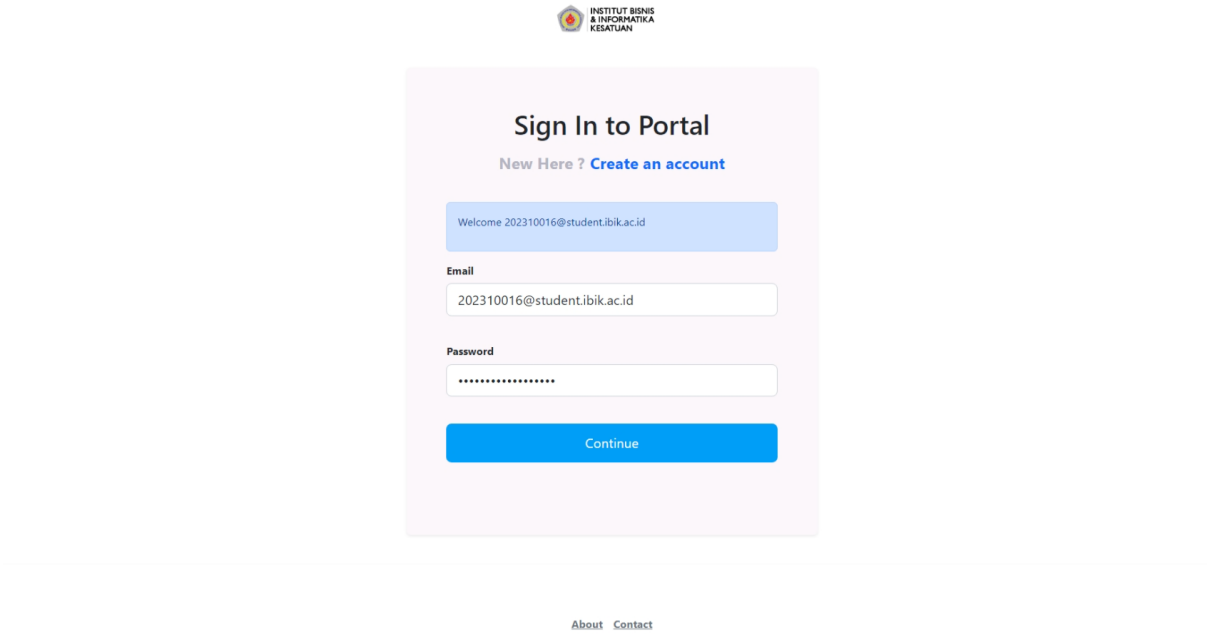 INSTITUT BISNIS
& INFORMATIKA
KESATUAN
Sign In to Portal
New Here ? Create an account
Welcome 202310016@student.ibik.ac.id
Email
202310016@student.ibik.ac.id
Password
••••••••••••••••••
Continue
About Contact